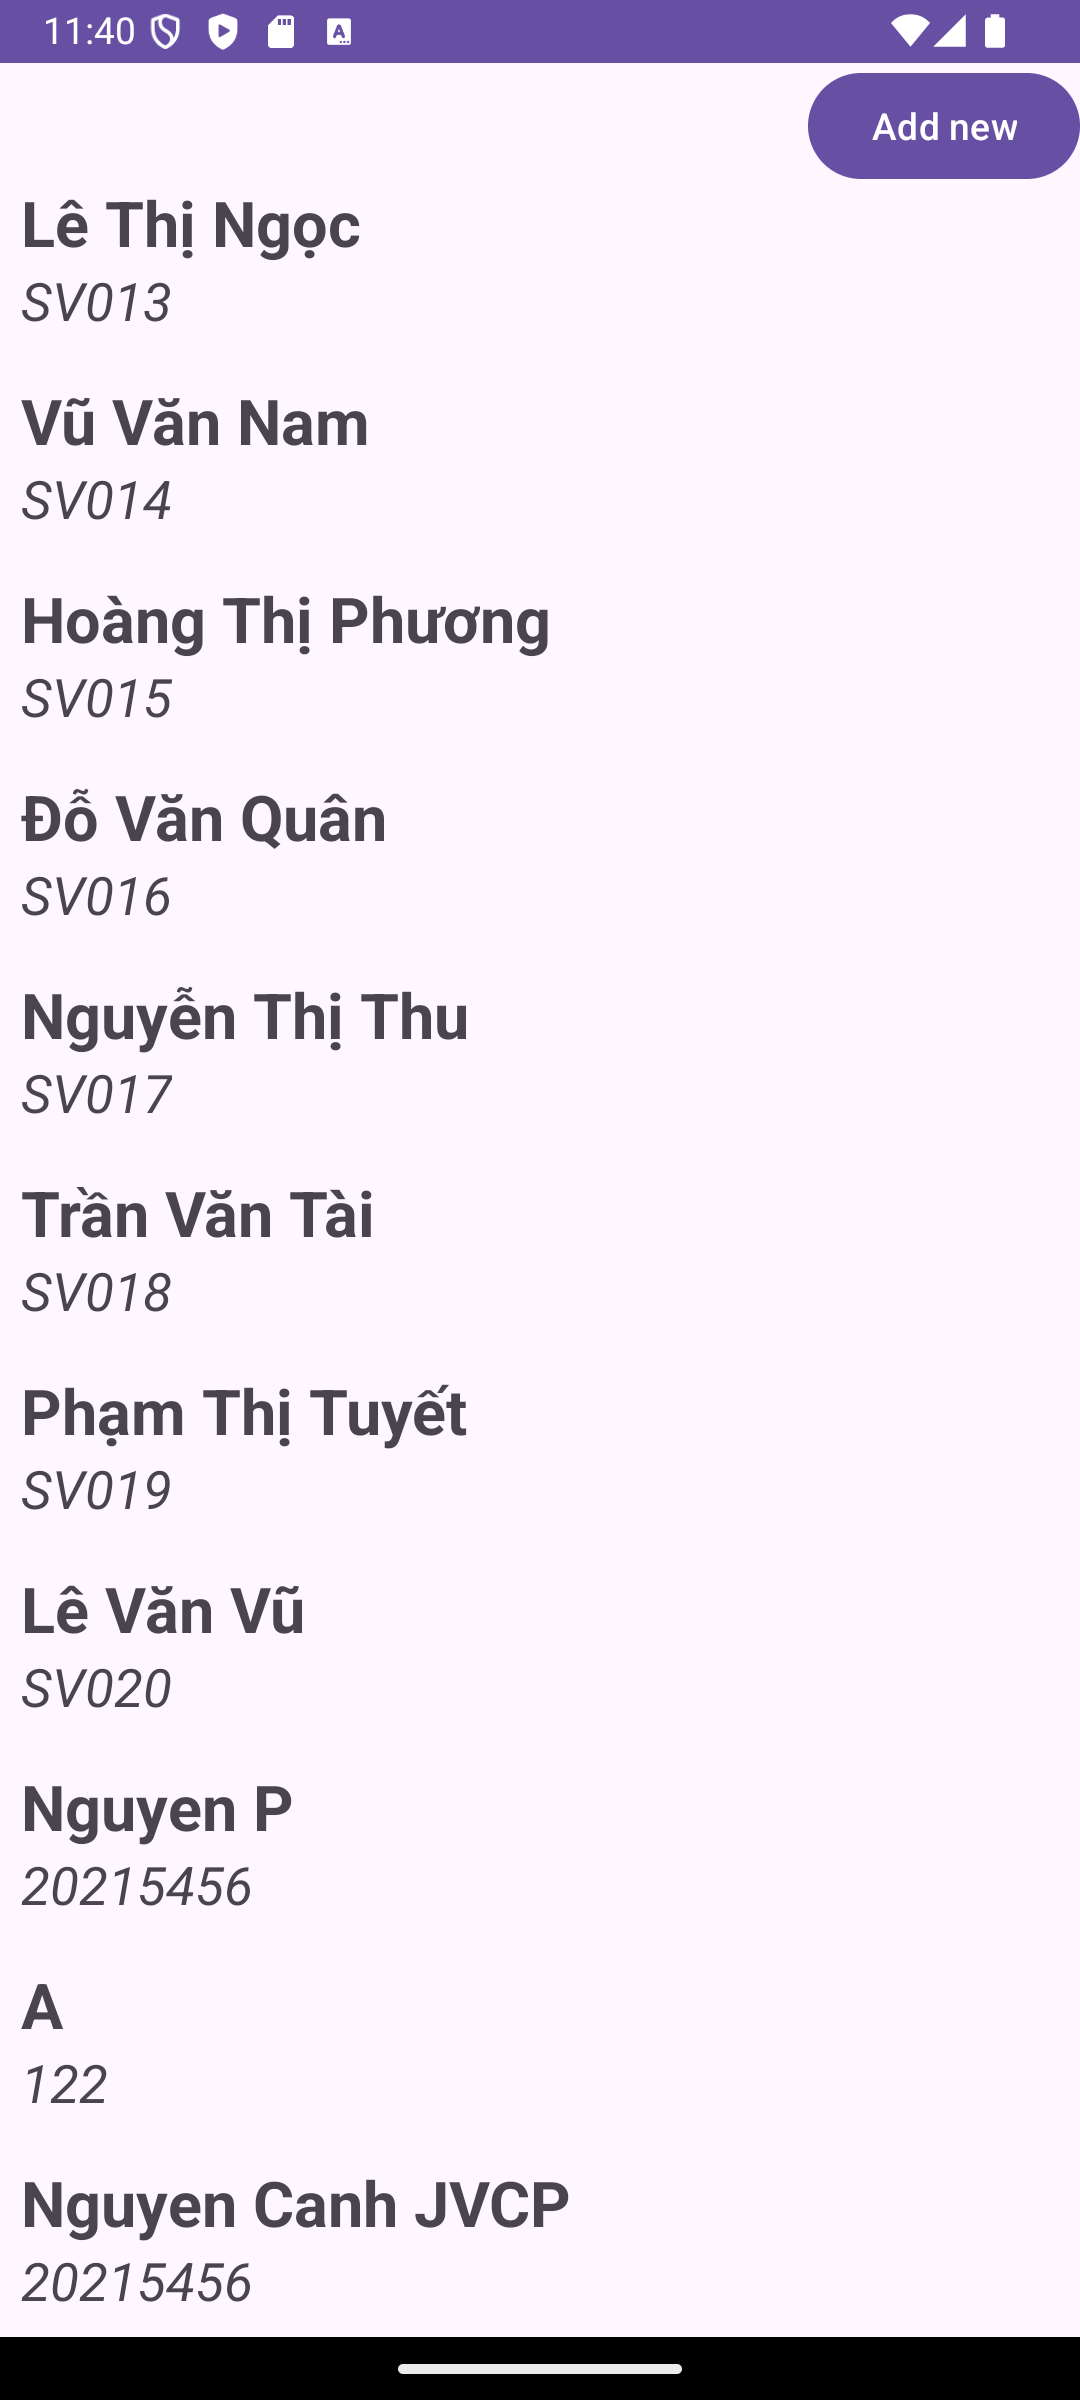 11:40
Add new
Lê Thị Ngọc
SV013
Vũ Văn Nam
SV014
Hoàng Thị Phương
SV015
Đỗ Văn Quân
SV016
Nguyễn Thị Thu
SV017
Trần Văn Tài
SV018
Phạm Thị Tuyết
SV019
Lê Văn Vũ
SV020
Nguyen P
20215456
A
122
Nguyen Canh JVCP
20215456